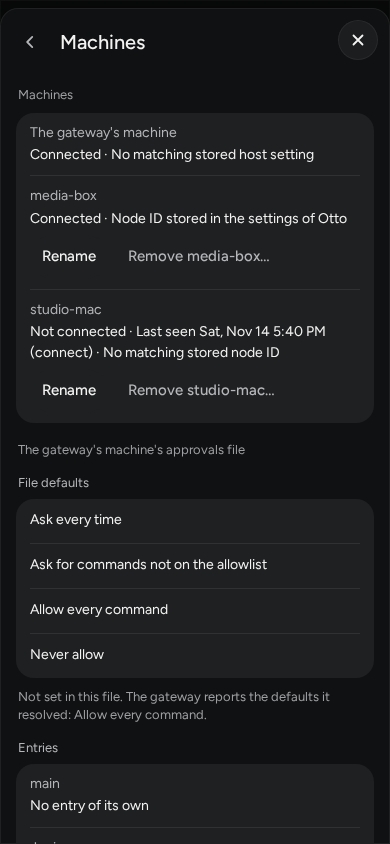 Machines
Machines
The gateway's machine
Connected · No matching stored host setting
media-box
Connected · Node ID stored in the settings of Otto
Rename Remove media-box...
studio-mac
Not connected · Last seen Sat, Nov 14 5:40 PM
(connect) · No matching stored node ID
Rename Remove studio-mac...
The gateway's machine's approvals file
File defaults
Ask every time
Ask for commands not on the allowlist
Allow every command
Never allow
Not set in this file. The gateway reports the defaults it
resolved: Allow every command.
Entries
main
No entry of its own